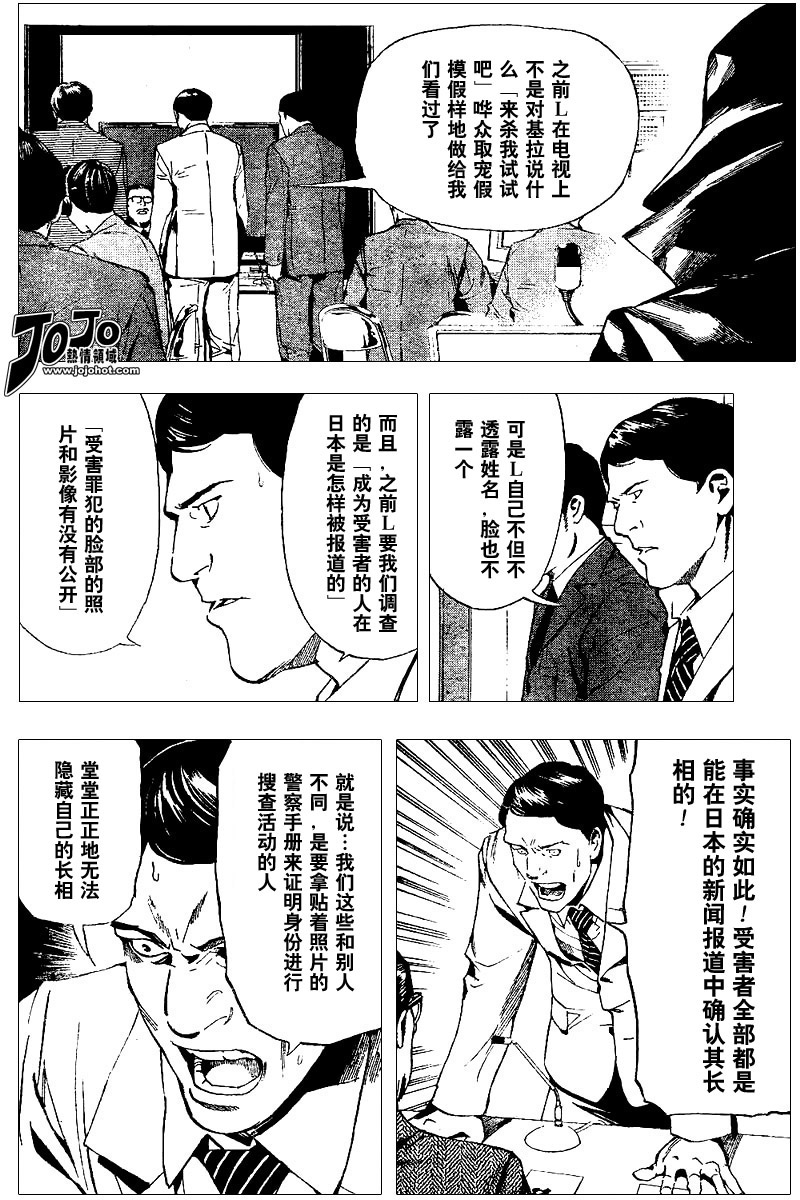 之前L在电视上
不是对基拉说什
么「来杀我试试
吧」哗众取宠假
模假样地做给我
们看过了
JOJO
熱情領域
www.jojohot.com
可是L自己不但不
透露姓名，脸也不
露一个
而且，之前L要我们调查
的是「成为受害者的人在
日本是怎样被报道的」
「受害罪犯的脸部的照
片和影像有没有公开」
事实确实如此！受害者全部都是
能在日本的新闻报道中确认其长
相的！
就是说…我们这些和别人
不同，是要拿贴着照片的
警察手册来证明身份进行
搜查活动的人
堂堂正正地无法
隐藏自己的长相